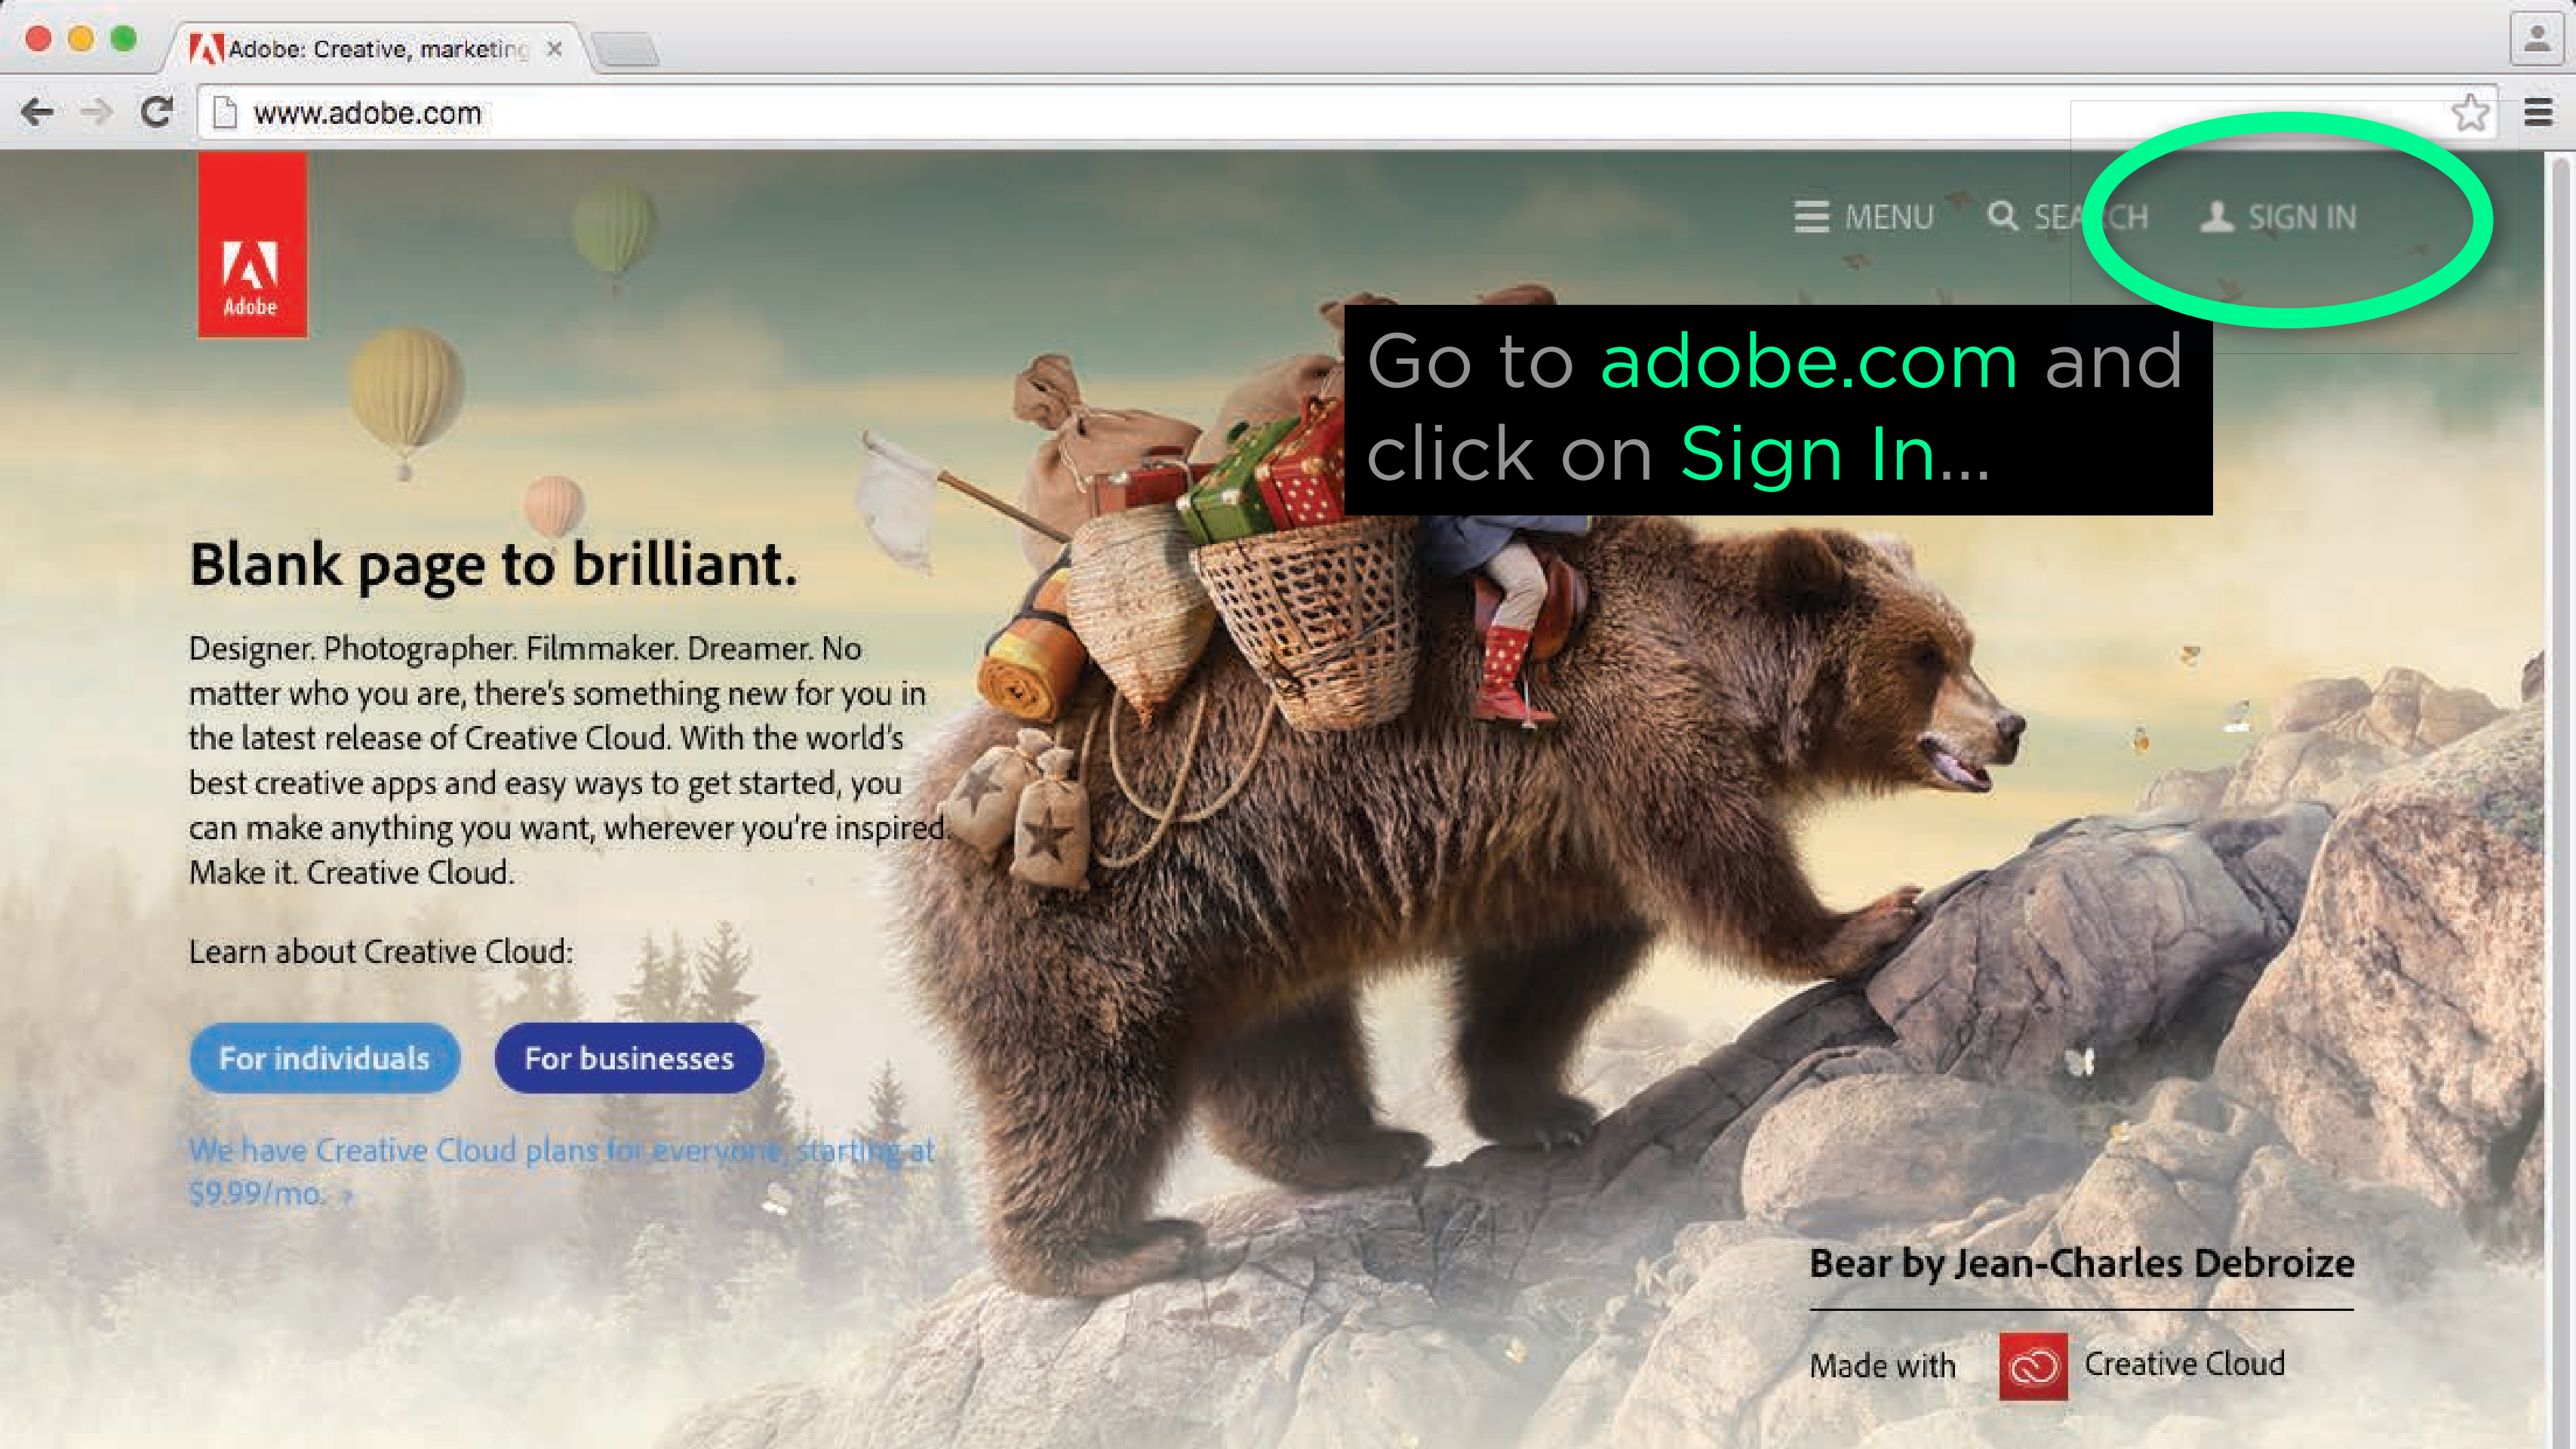 Adobe: Creative, marketing
www.adobe.com
Adobe
MENU
SEARCH
SIGN IN
Go to adobe.com and
click on Sign In...
Blank page to brilliant.
Designer. Photographer. Filmmaker. Dreamer. No
matter who you are, there's something new for you in
the latest release of Creative Cloud. With the world's
best creative apps and easy ways to get started, you
can make anything you want, wherever you're inspired.
Make it. Creative Cloud.
Learn about Creative Cloud:
For individuals
For businesses
We have Creative Cloud plans for everyone, starting at
$9.99/mo. ›
Bear by Jean-Charles Debroize
Made with Creative Cloud